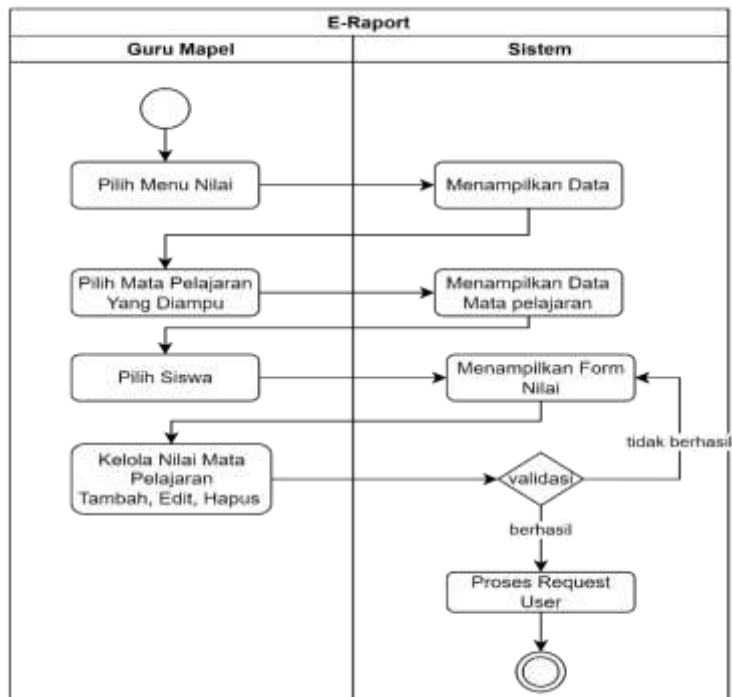 E-Raport
Guru Mapel
Sistem
Pilih Menu Nilai
Menampilkan Data
Pilih Mata Pelajaran
Yang Diampu
Menampilkan Data
Mata pelajaran
Pilih Siswa
Menampilkan Form
Nilai
tidak berhasil
Kelola Nilai Mata
Pelajaran
Tambah, Edit, Hapus
validasi
berhasil
Proses Request
User